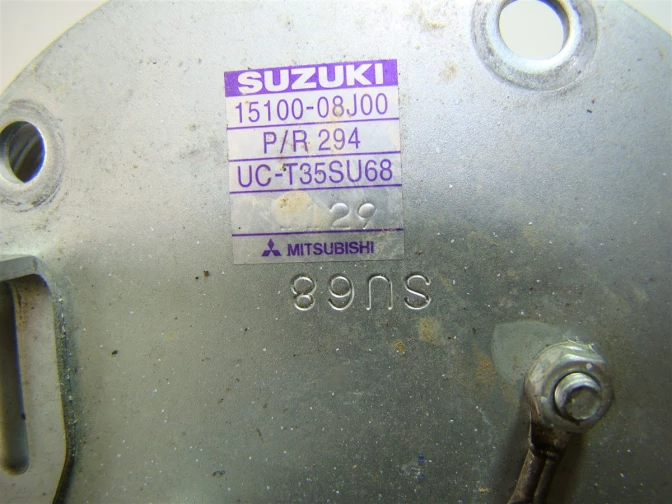 SUZUKI
15100-08J00
P/R 294
UC-T35SU68
29
MITSUBISHI
SU68